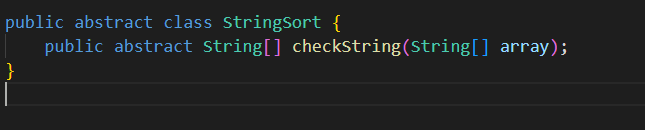 public abstract class StringSort {
    public abstract String[] checkString(String[] array);
}